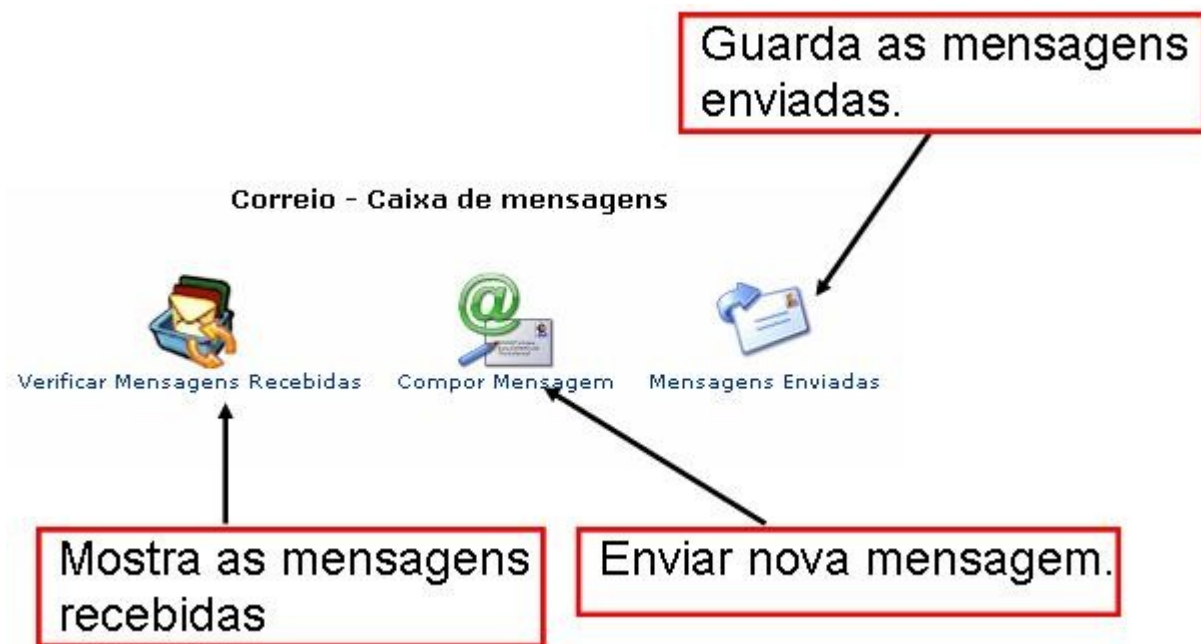 Guarda as mensagens
enviadas.
Correio - Caixa de mensagens
Verificar Mensagens Recebidas
Compor Mensagem
Mensagens Enviadas
Mostra as mensagens
recebidas
Enviar nova mensagem.